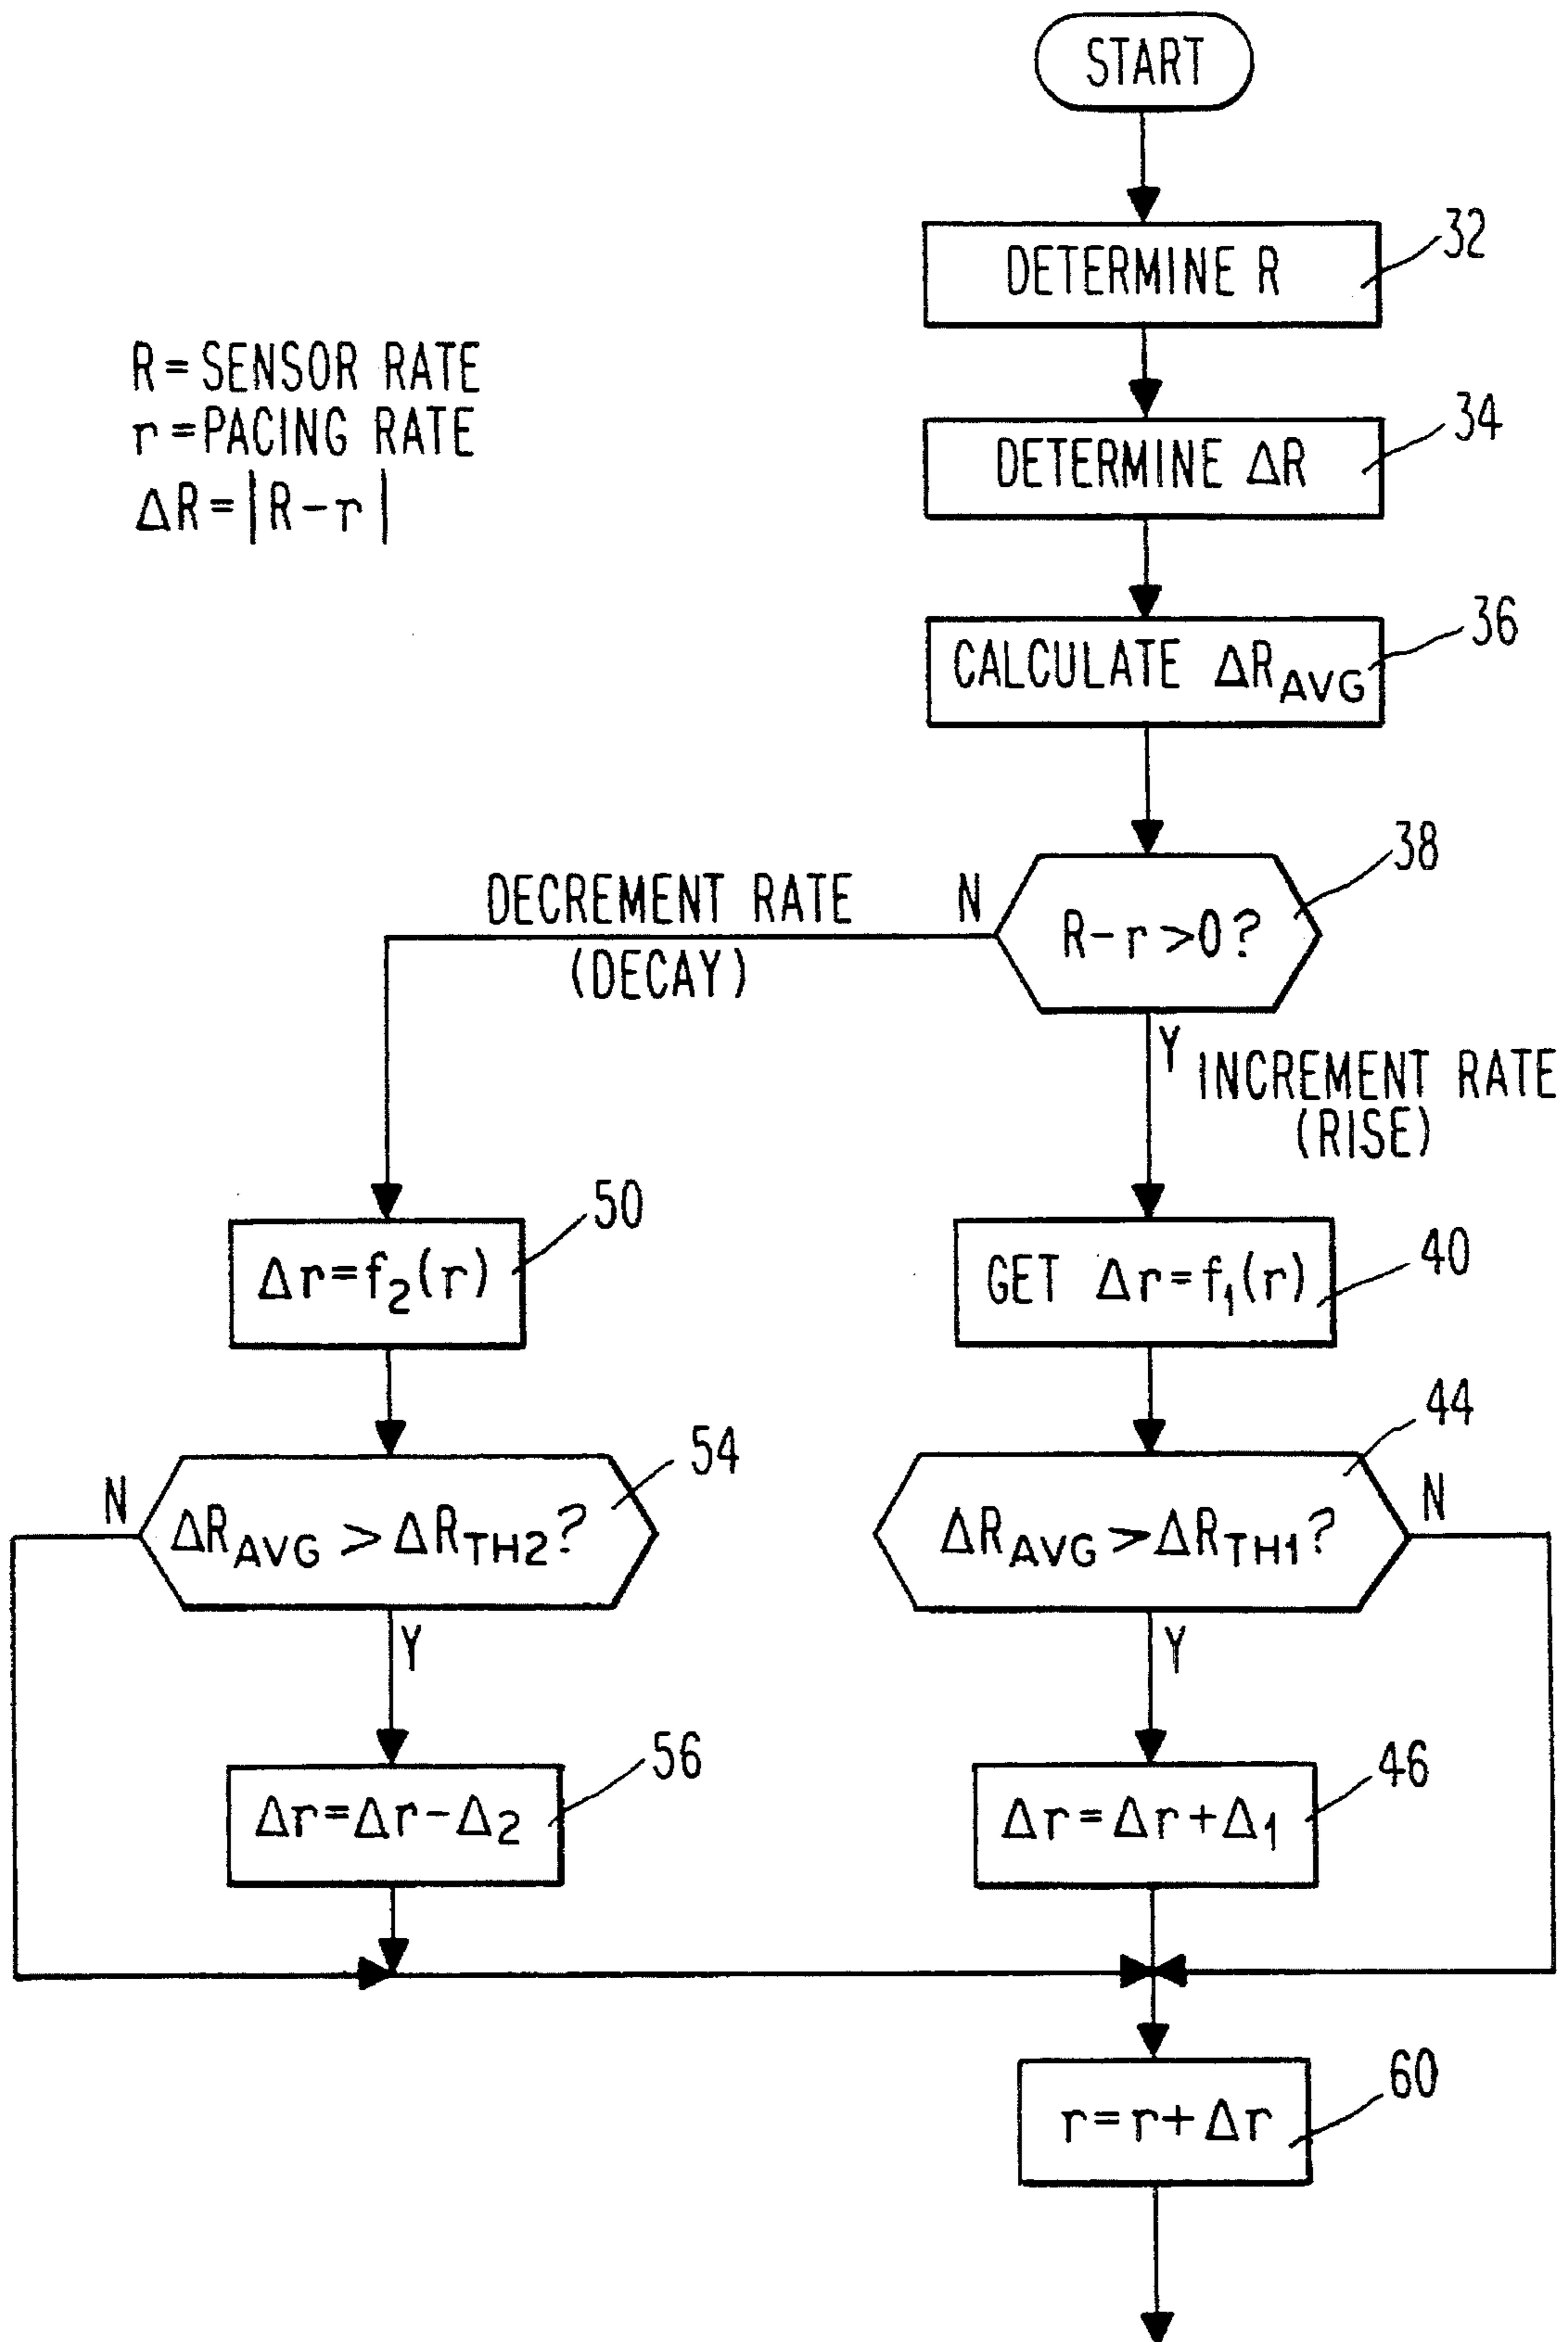 START
DETERMINE R
32
R=SENSOR RATE
r=PACING RATE
ΔR=|R-r|
DETERMINE ΔR
34
CALCULATE ΔR_AVG
36
R-r>0?
38
N
DECREMENT RATE
(DECAY)
Y
INCREMENT RATE
(RISE)
Δr=f₂(r)
50
GET Δr=f₁(r)
40
ΔR_AVG > ΔR_TH2?
54
N
Y
ΔR_AVG > ΔR_TH1?
44
N
Y
Δr=Δr-Δ₂
56
Δr=Δr+Δ₁
46
r=r+Δr
60